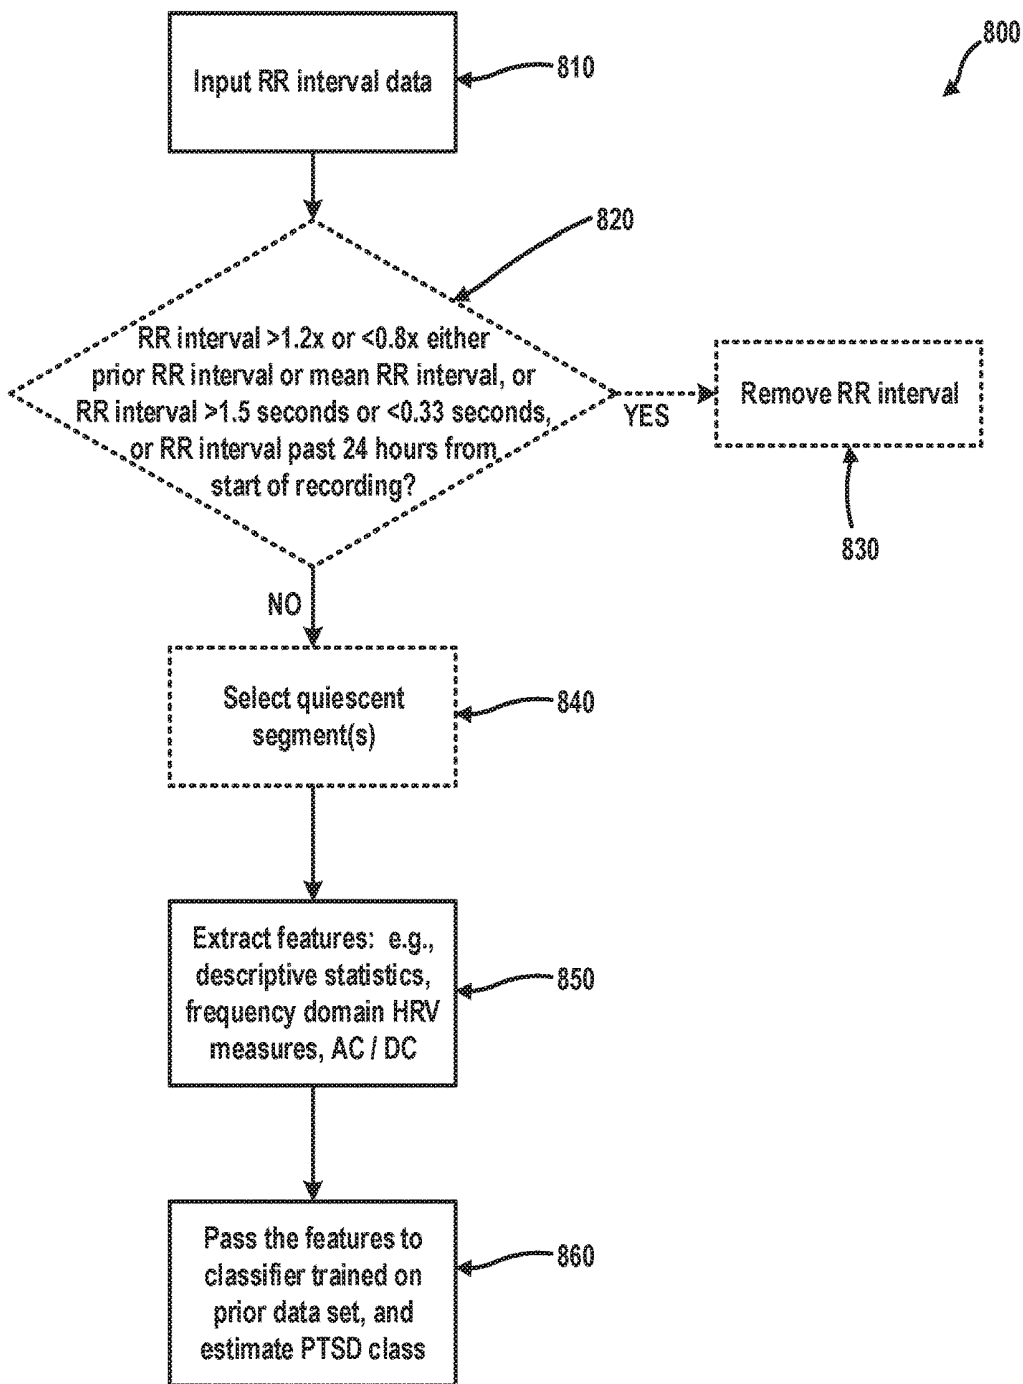 800
Input RR interval data
810
820
RR interval >1.2x or <0.8x either
prior RR interval or mean RR interval, or
RR interval >1.5 seconds or <0.33 seconds,
or RR interval past 24 hours from
start of recording?
YES
Remove RR interval
830
NO
Select quiescent
segment(s)
840
Extract features: e.g.,
descriptive statistics,
frequency domain HRV
measures, AC / DC
850
Pass the features to
classifier trained on
prior data set, and
estimate PTSD class
860